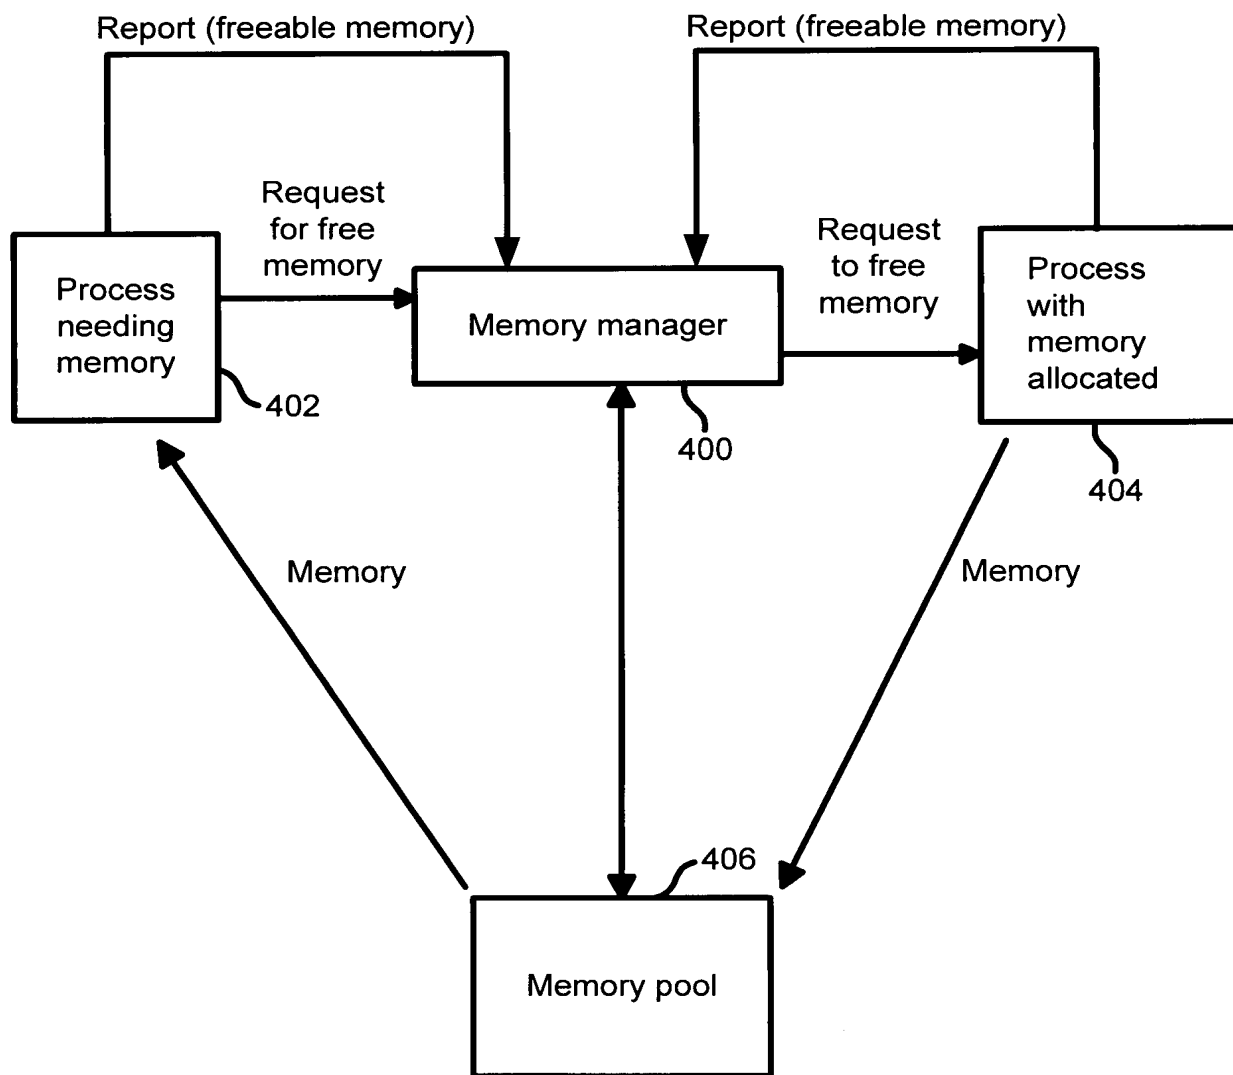 Report (freeable memory)
Report (freeable memory)
Request
for free
memory
Request
to free
memory
Process
needing
memory
Memory manager
Process
with
memory
allocated
402
400
404
Memory
Memory
406
Memory pool